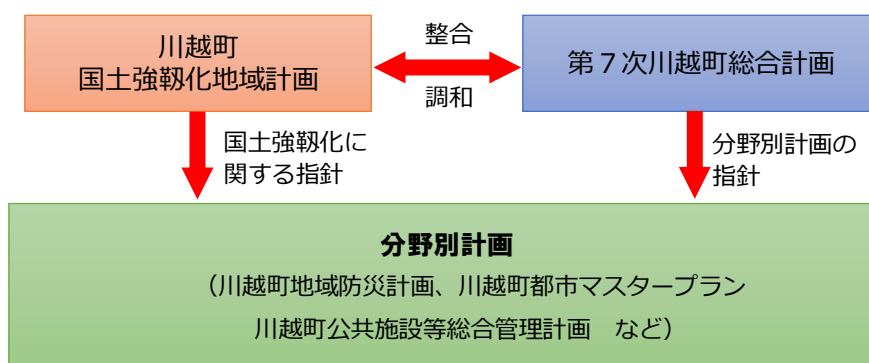 川越町
国土強靱化地域計画
整合
調和
第７次川越町総合計画
国土強靱化に
関する指針
分野別計画の
指針
分野別計画
（川越町地域防災計画、川越町都市マスタープラン
川越町公共施設等総合管理計画　など）